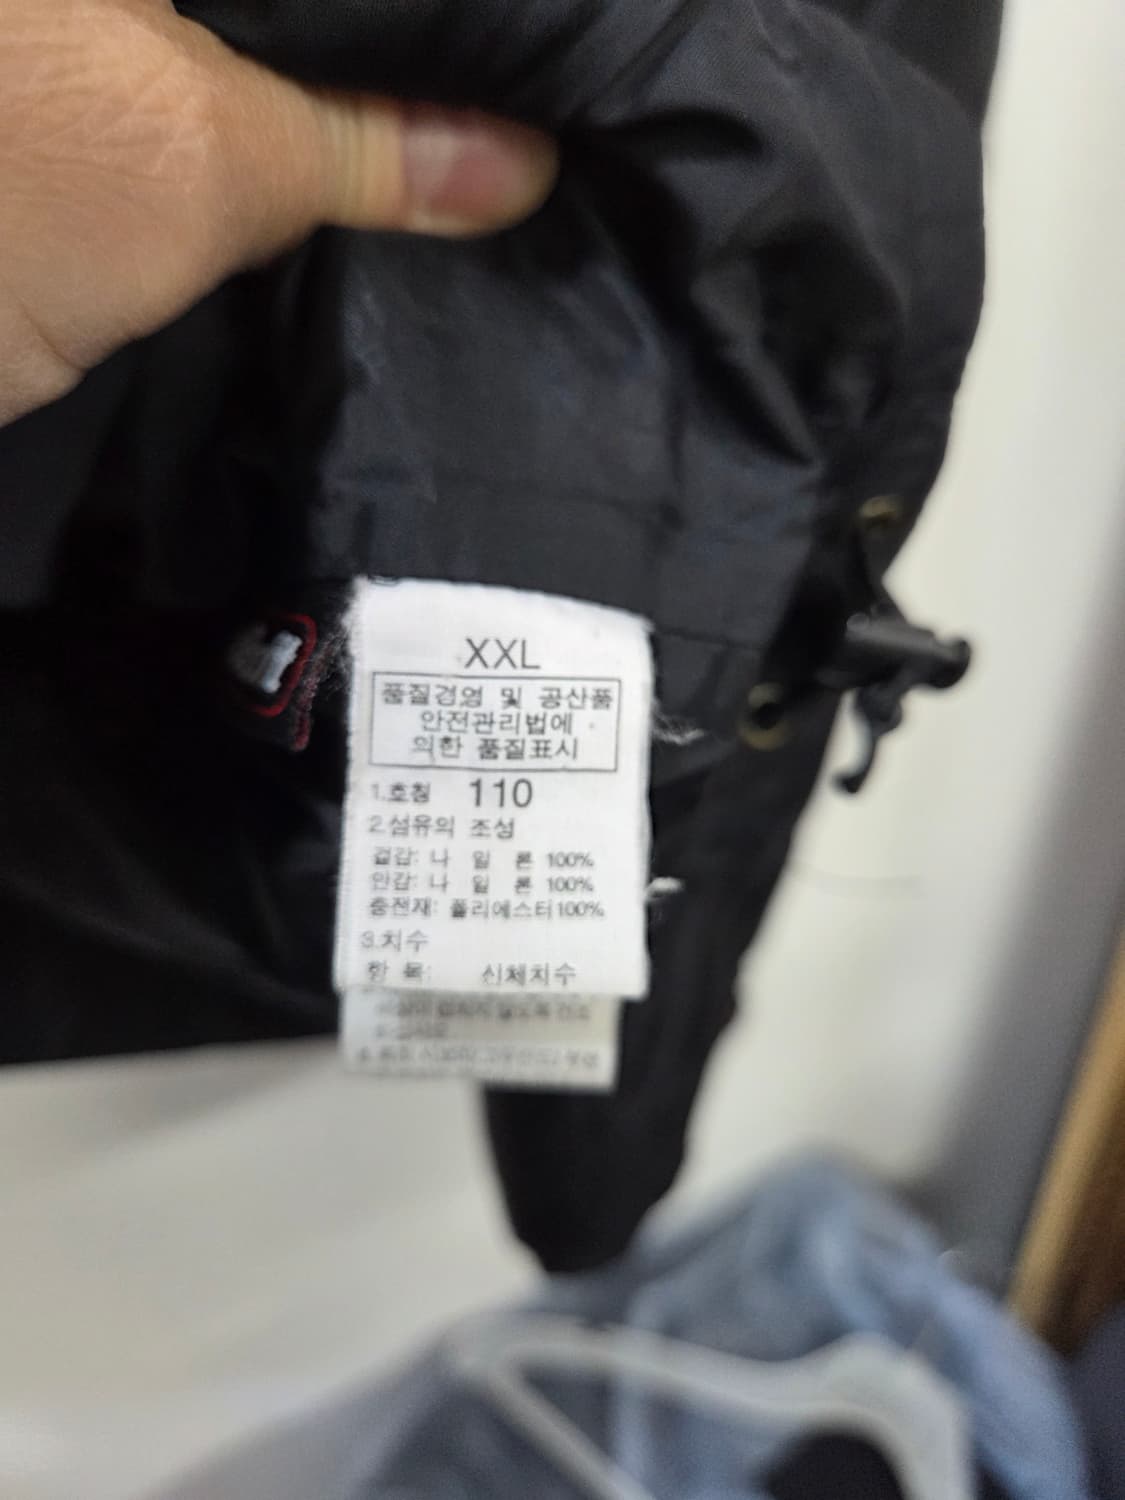 XXL
품질경영 및 공산품
안전관리법에
의한 품질표시
1.호칭 110
2.섬유의 조성
겉감: 나 일 론 100%
안감: 나 일 론 100%
충전재: 폴리에스터100%
3.치수
항 목: 신체치수